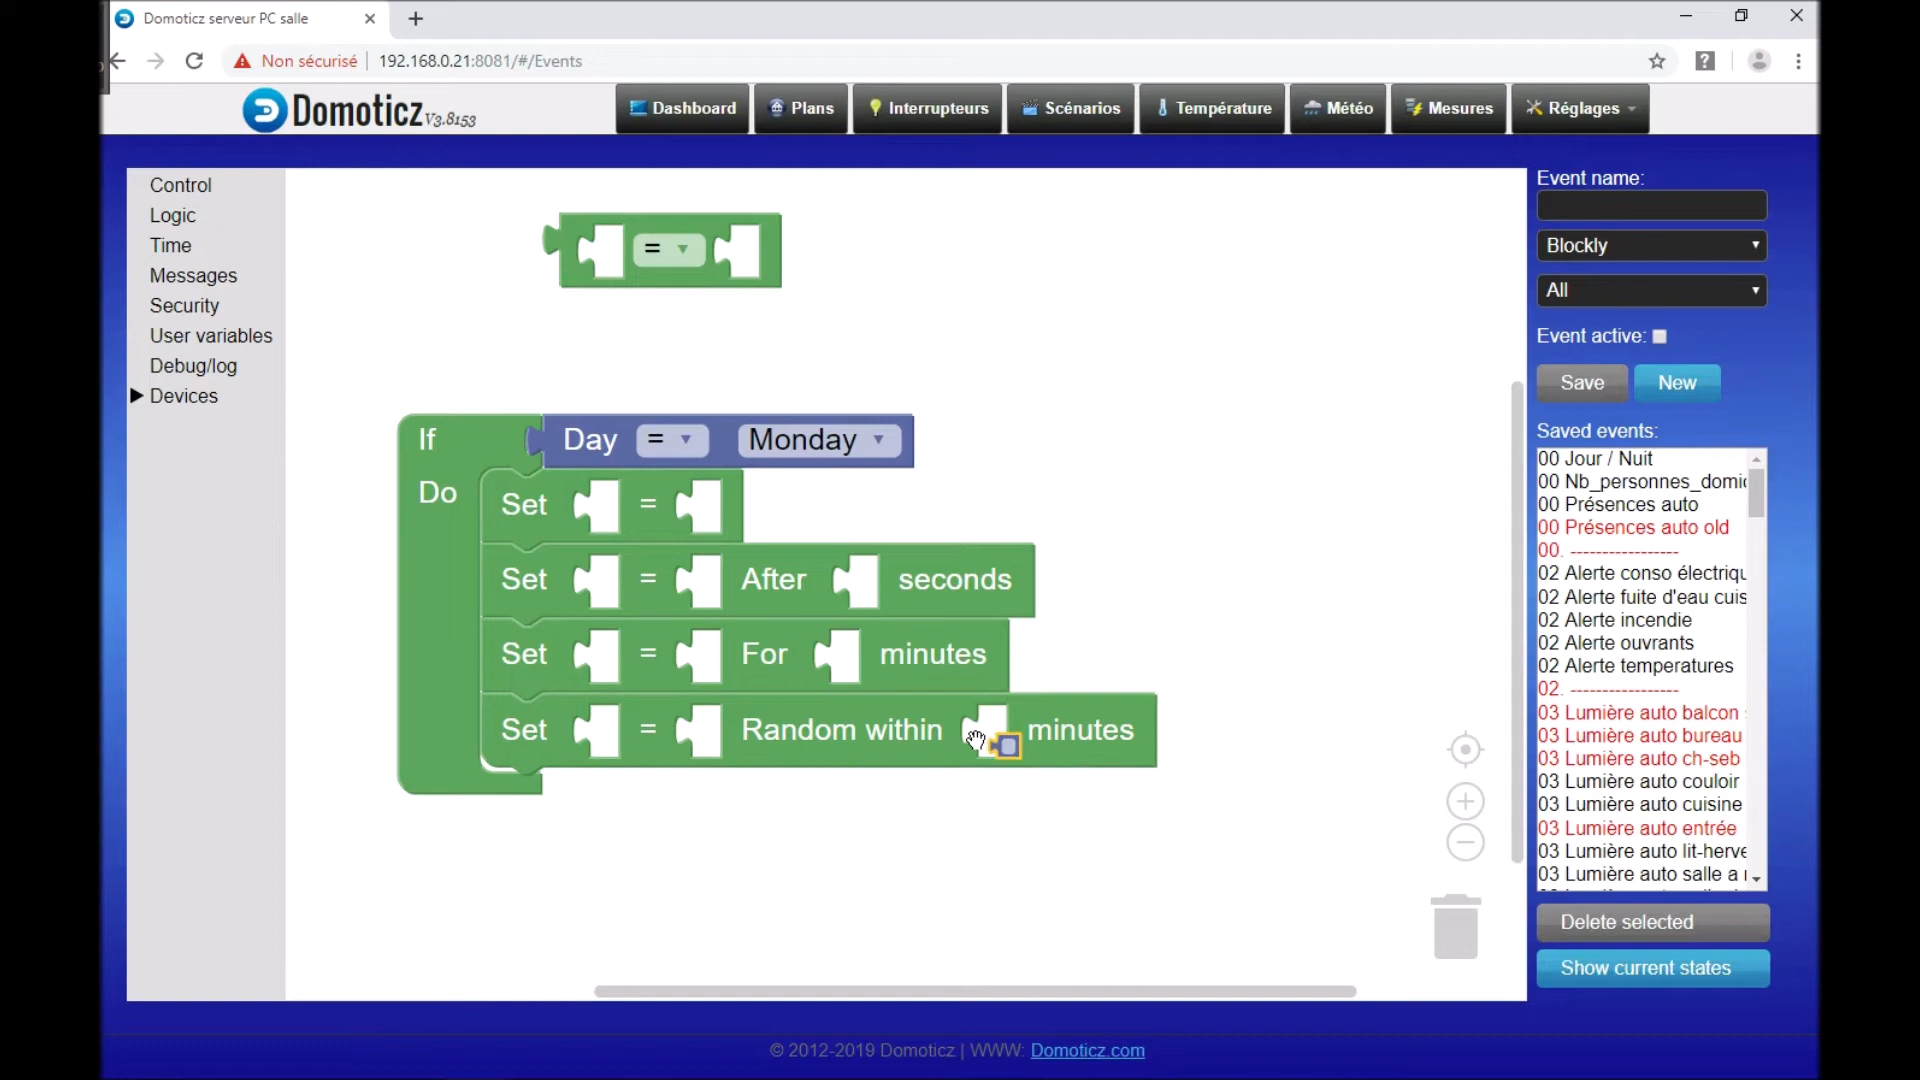 Domoticz serveur PC salle
Non sécurisé
192.168.0.21:8081/#/Events
Domoticz V3.8153
Dashboard
Plans
Interrupteurs
Scénarios
Température
Météo
Mesures
Réglages
Control
Logic
Time
Messages
Security
User variables
Debug/log
Devices
=
If Day = Monday
Do
Set = 
Set = After seconds
Set = For minutes
Set = Random within minutes
Event name:
Blockly
All
Event active:
Save New
Saved events:
00 Jour / Nuit
00 Nb_personnes_domi
00 Présences auto
00 Présences auto old
00. -----------------
02 Alerte conso électriqu
02 Alerte fuite d'eau cuis
02 Alerte incendie
02 Alerte ouvrants
02 Alerte temperatures
02. -----------------
03 Lumière auto balcon
03 Lumière auto bureau
03 Lumière auto ch-seb
03 Lumière auto couloir
03 Lumière auto cuisine
03 Lumière auto entrée
03 Lumière auto lit-herve
03 Lumière auto salle a
Delete selected
Show current states
© 2012-2019 Domoticz | WWW: Domoticz.com